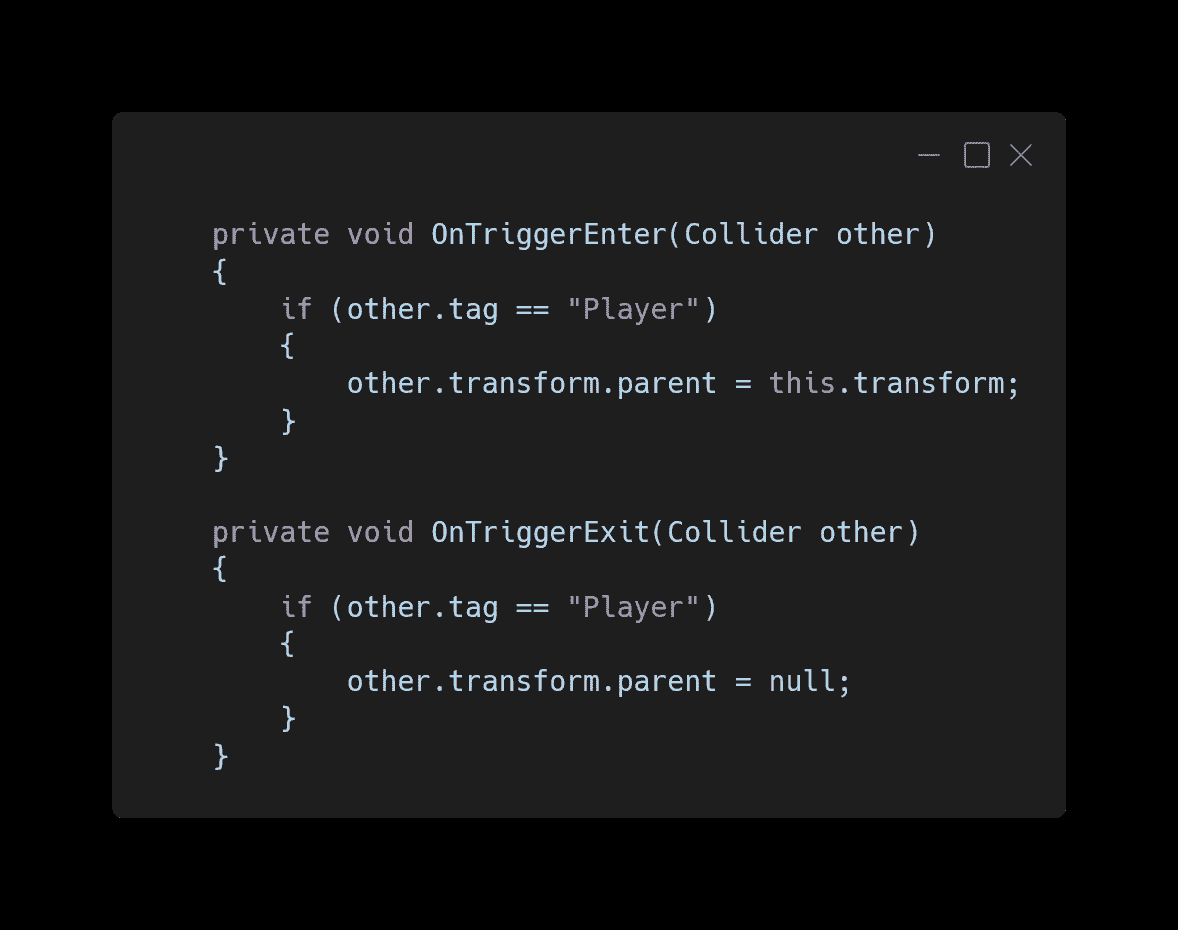 private void OnTriggerEnter(Collider other)
{
    if (other.tag == "Player")
    {
        other.transform.parent = this.transform;
    }
}

private void OnTriggerExit(Collider other)
{
    if (other.tag == "Player")
    {
        other.transform.parent = null;
    }
}